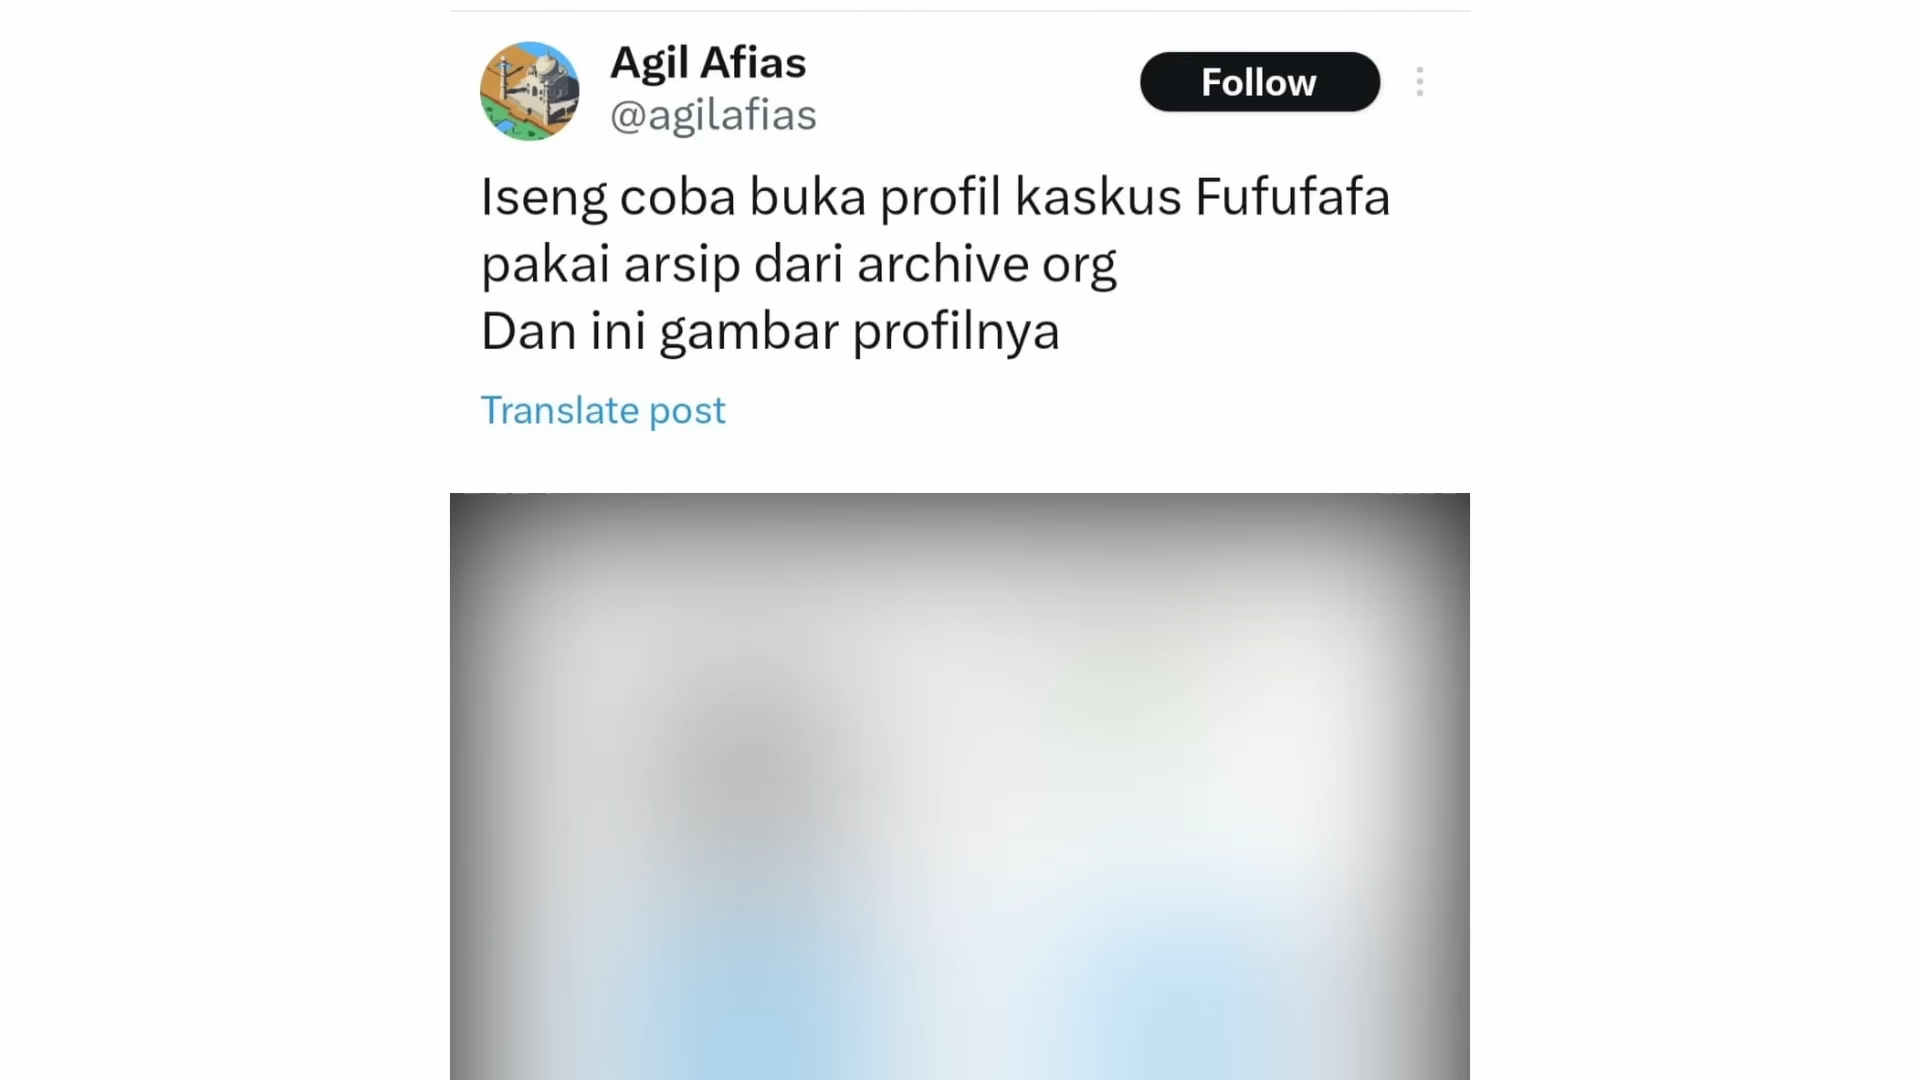 Agil Afias
@agilafias
Follow
Iseng coba buka profil kaskus Fufufafa
pakai arsip dari archive org
Dan ini gambar profilnya
Translate post